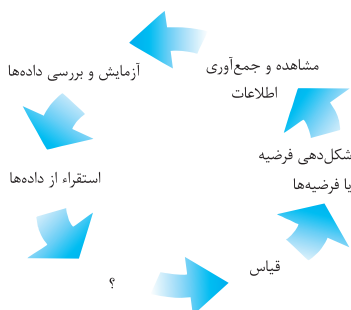 مشاهده و جمع‌آوری
اطلاعات
آزمایش و بررسی داده‌ها
استقراء از داده‌ها
؟
قیاس
شکل‌دهی فرضیه
یا فرضیه‌ها